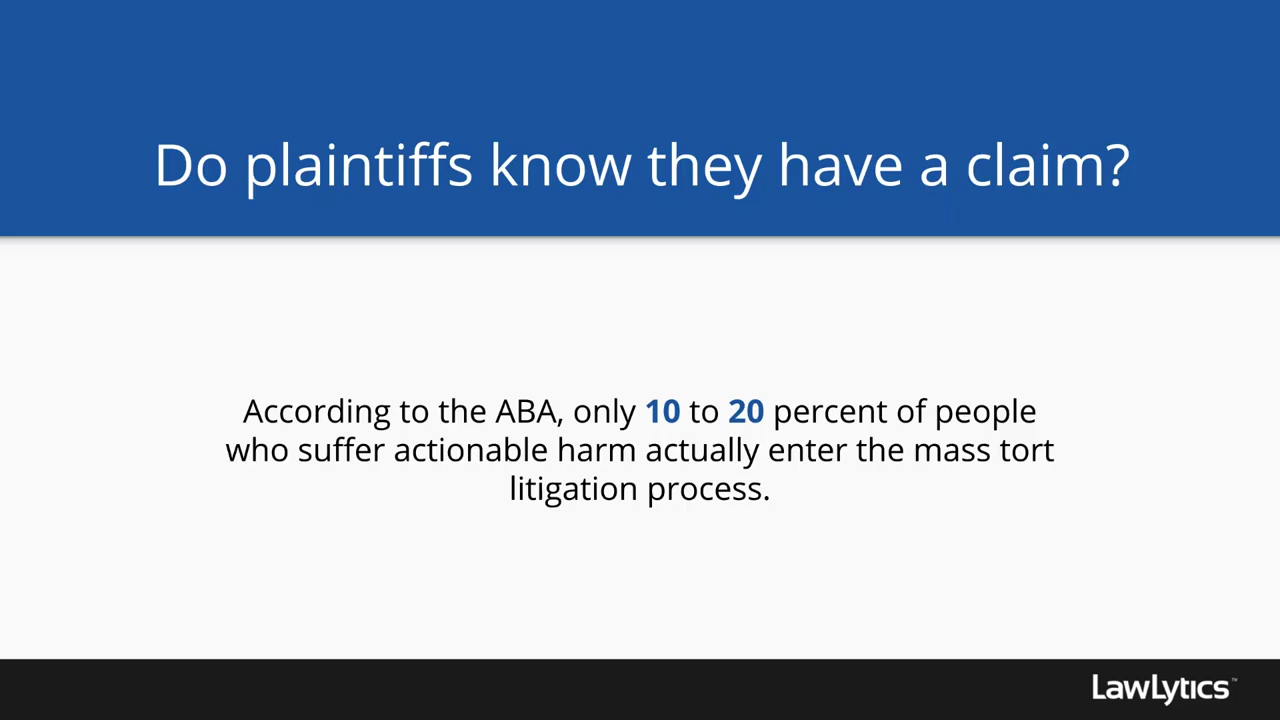 Do plaintiffs know they have a claim?
According to the ABA, only 10 to 20 percent of people
who suffer actionable harm actually enter the mass tort
litigation process.
LawLytics™